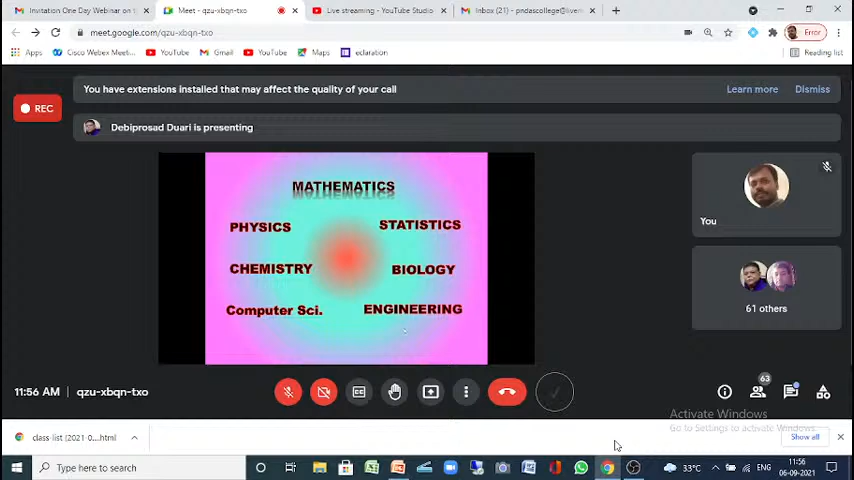 Invitation One Day Webinar on t
Meet - qzu-xbqn-txo
Live streaming - YouTube Studio
Inbox (21) - pndascollege@live
meet.google.com/qzu-xbqn-txo
Error
Apps
Cisco Webex Meet...
YouTube
Gmail
YouTube
Maps
eclaration
Reading list
You have extensions installed that may affect the quality of your call
Learn more
Dismiss
REC
Debiprosad Duari is presenting
MATHEMATICS
PHYSICS
STATISTICS
CHEMISTRY
BIOLOGY
Computer Sci.
ENGINEERING
You
61 others
11:56 AM
qzu-xbqn-txo
63
Activate Windows
Go to Settings to activate Windows.
class-list (2021-0....html
Show all
Type here to search
33°C
ENG
11:56
06-09-2021